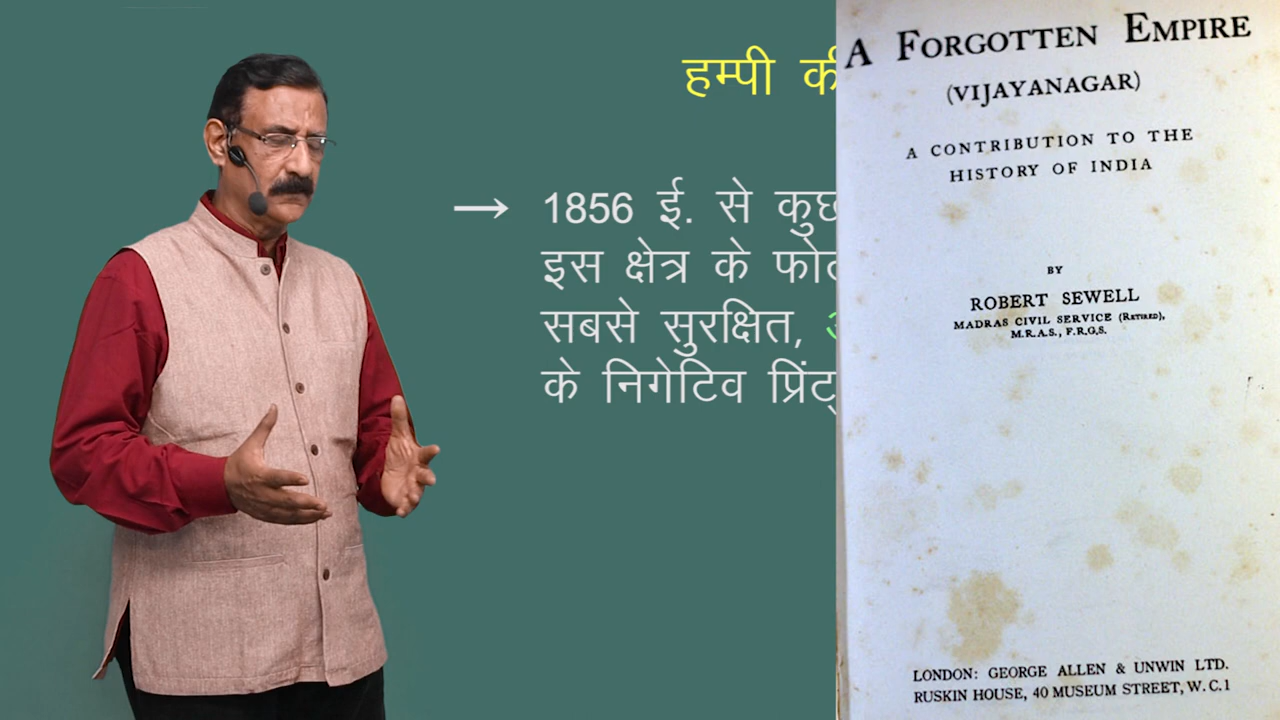 हम्पी की
→ 1856 ई. से कुछ
इस क्षेत्र के
सबसे सुरक्षित,
के निगेटिव प्रिंट्
A FORGOTTEN EMPIRE
(VIJAYANAGAR)
A CONTRIBUTION TO THE
HISTORY OF INDIA
BY
ROBERT SEWELL
MADRAS CIVIL SERVICE (RETIRED),
M.R.A.S., F.R.G.S.
LONDON: GEORGE ALLEN & UNWIN LTD.
RUSKIN HOUSE, 40 MUSEUM STREET, W.C.1